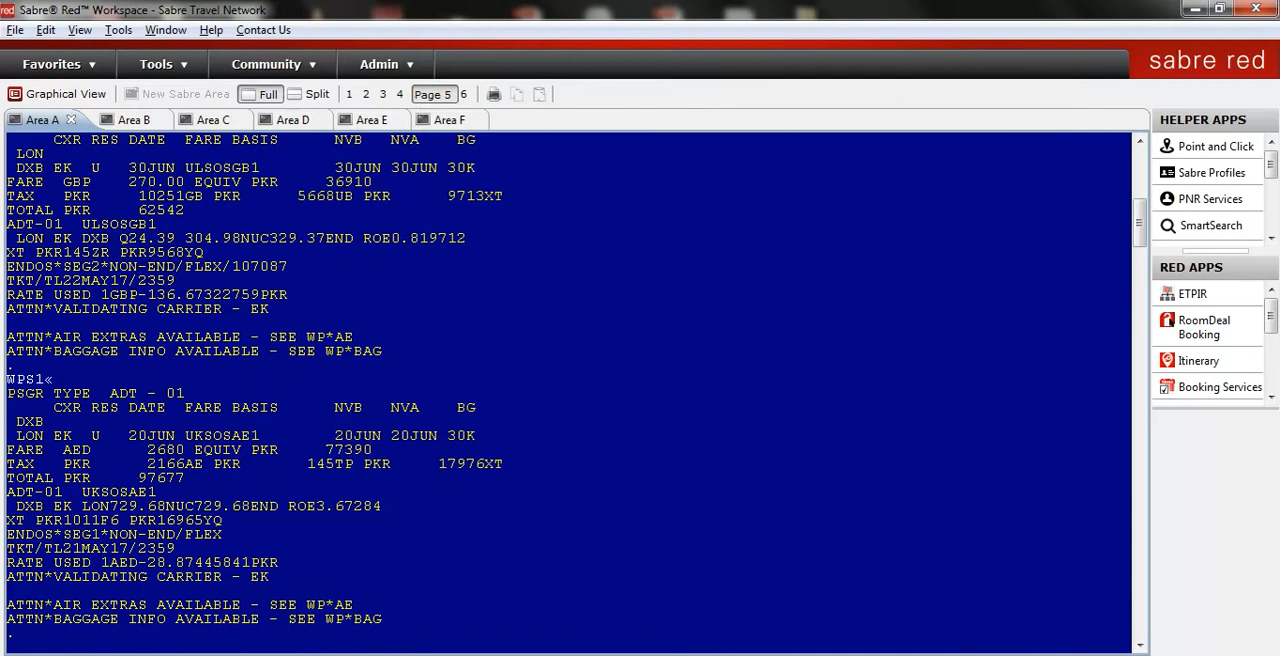 red Sabre® Red™ Workspace - Sabre Travel Network
File Edit View Tools Window Help Contact Us
Favorites Tools Community Admin sabre red
Graphical View New Sabre Area Full Split 1 2 3 4 Page 5 6
Area A Area B Area C Area D Area E Area F
CXR RES DATE FARE BASIS NVB NVA BG
LON
DXB EK U 30JUN ULSOSGB1 30JUN 30JUN 30K
FARE GBP 270.00 EQUIV PKR 36910
TAX PKR 10251GB PKR 5668UB PKR 9713XT
TOTAL PKR 62542
ADT-01 ULSOSGB1
LON EK DXB Q24.39 304.98NUC329.37END ROE0.819712
XT PKR145ZR PKR9568YQ
ENDOS*SEG2*NON-END/FLEX/107087
TKT/TL22MAY17/2359
RATE USED 1GBP-136.67322759PKR
ATTN*VALIDATING CARRIER - EK
ATTN*AIR EXTRAS AVAILABLE - SEE WP*AE
ATTN*BAGGAGE INFO AVAILABLE - SEE WP*BAG
.
WPS1«
PSGR TYPE ADT - 01
CXR RES DATE FARE BASIS NVB NVA BG
DXB
LON EK U 20JUN UKSOSAE1 20JUN 20JUN 30K
FARE AED 2680 EQUIV PKR 77390
TAX PKR 2166AE PKR 145TP PKR 17976XT
TOTAL PKR 97677
ADT-01 UKSOSAE1
DXB EK LON729.68NUC729.68END ROE3.67284
XT PKR1011F6 PKR16965YQ
ENDOS*SEG1*NON-END/FLEX
TKT/TL21MAY17/2359
RATE USED 1AED-28.87445841PKR
ATTN*VALIDATING CARRIER - EK
ATTN*AIR EXTRAS AVAILABLE - SEE WP*AE
ATTN*BAGGAGE INFO AVAILABLE - SEE WP*BAG
.
HELPER APPS
Point and Click
Sabre Profiles
PNR Services
SmartSearch
RED APPS
ETPIR
RoomDeal
Booking
Itinerary
Booking Services